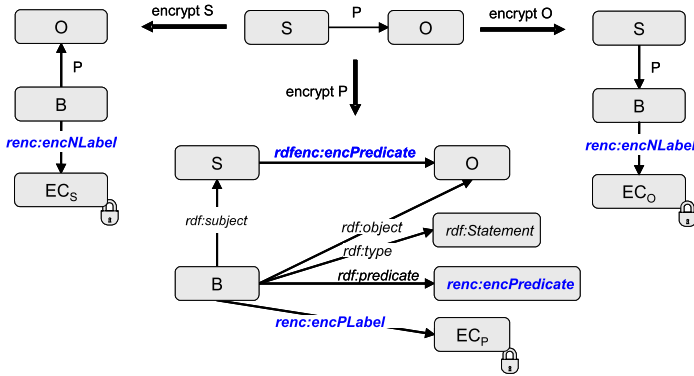 encrypt S
encrypt O
O
S
P
O
S
P
encrypt P
P
B
B
renc:encNLabel
renc:encNLabel
S
rdfenc:encPredicate
O
ECS
ECO
rdf:subject
rdf:object
rdf:Statement
rdf:type
B
rdf:predicate
renc:encPredicate
renc:encPLabel
ECP